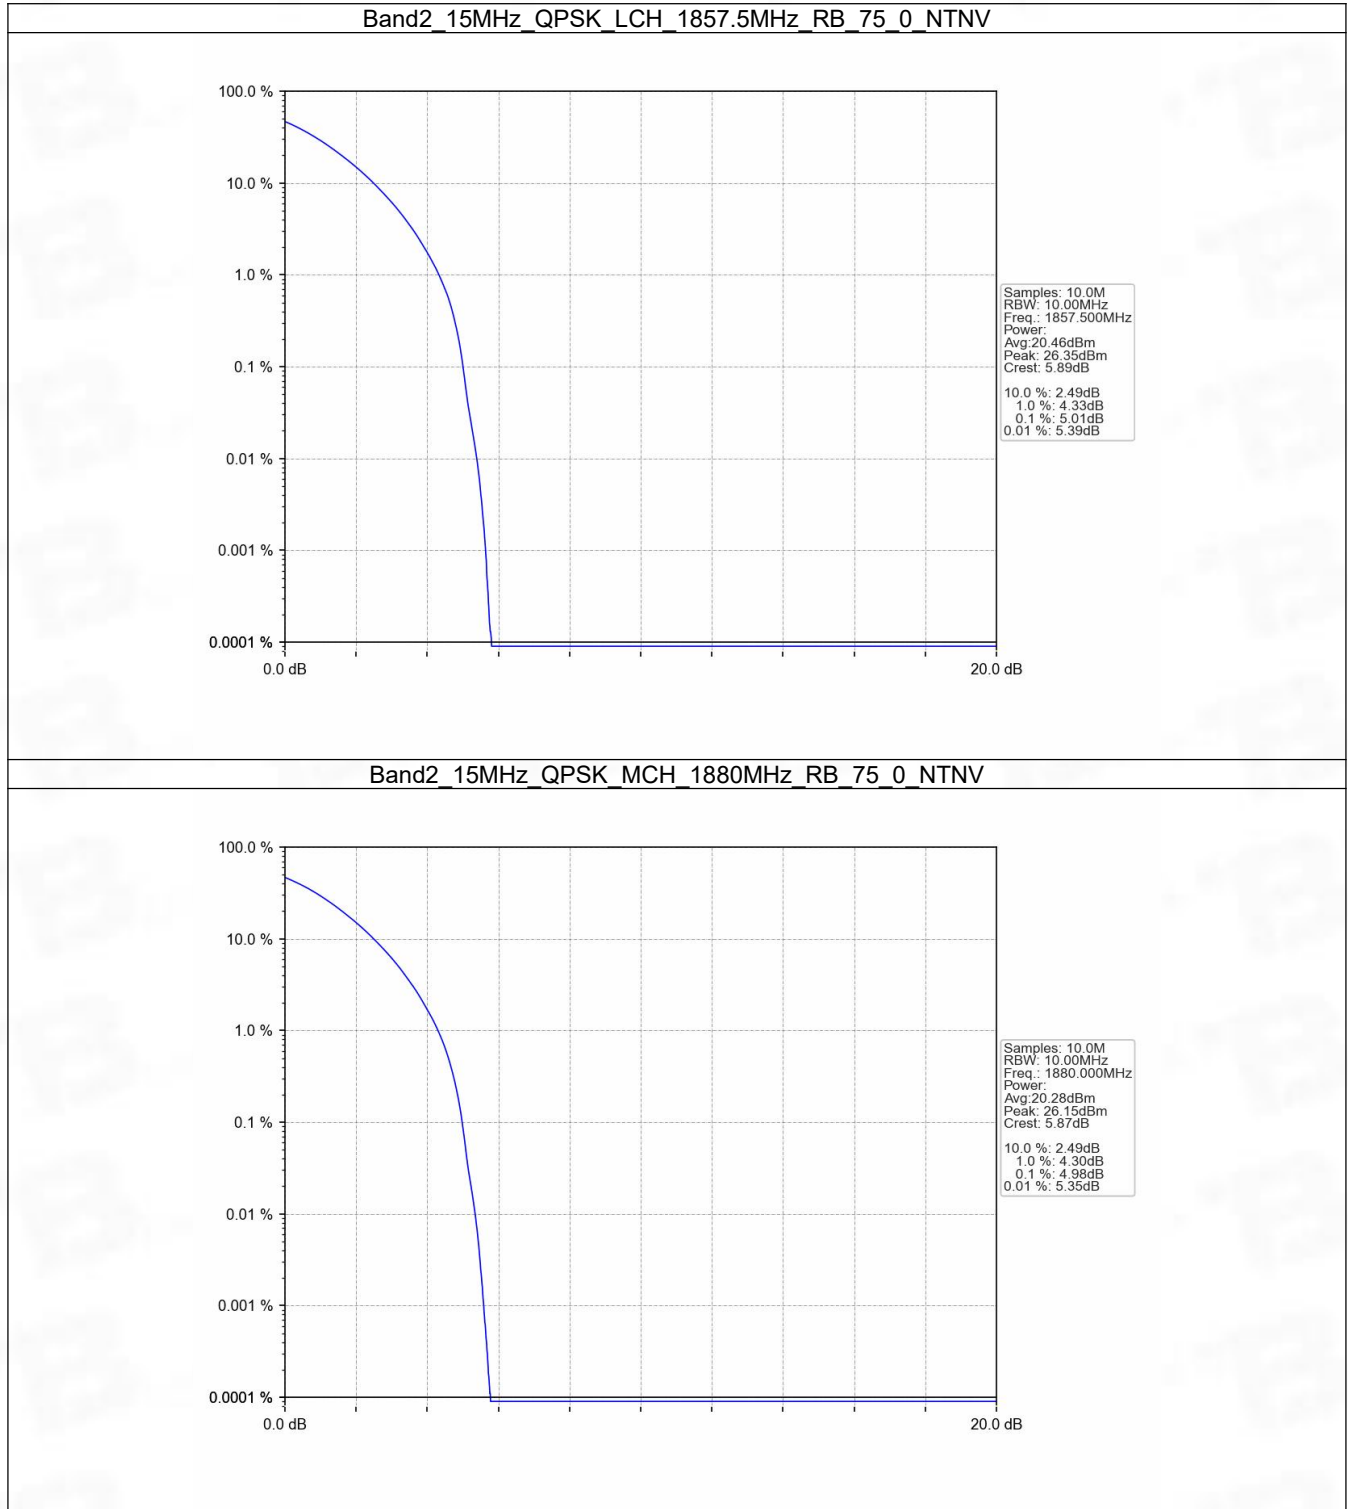 Band2_15MHz_QPSK_LCH_1857.5MHz_RB_75_0_NTNV
100.0 %
10.0 %
1.0 %
0.1 %
0.01 %
0.001 %
0.0001 %
0.0 dB
20.0 dB
Samples: 10.0M
RBW: 10.00MHz
Freq.: 1857.500MHz
Power:
Avg:20.46dBm
Peak: 26.35dBm
Crest: 5.89dB
10.0 %: 2.49dB
1.0 %: 4.33dB
0.1 %: 5.01dB
0.01 %: 5.39dB
Band2_15MHz_QPSK_MCH_1880MHz_RB_75_0_NTNV
100.0 %
10.0 %
1.0 %
0.1 %
0.01 %
0.001 %
0.0001 %
0.0 dB
20.0 dB
Samples: 10.0M
RBW: 10.00MHz
Freq.: 1880.000MHz
Power:
Avg:20.28dBm
Peak: 26.15dBm
Crest: 5.87dB
10.0 %: 2.49dB
1.0 %: 4.30dB
0.1 %: 4.98dB
0.01 %: 5.35dB